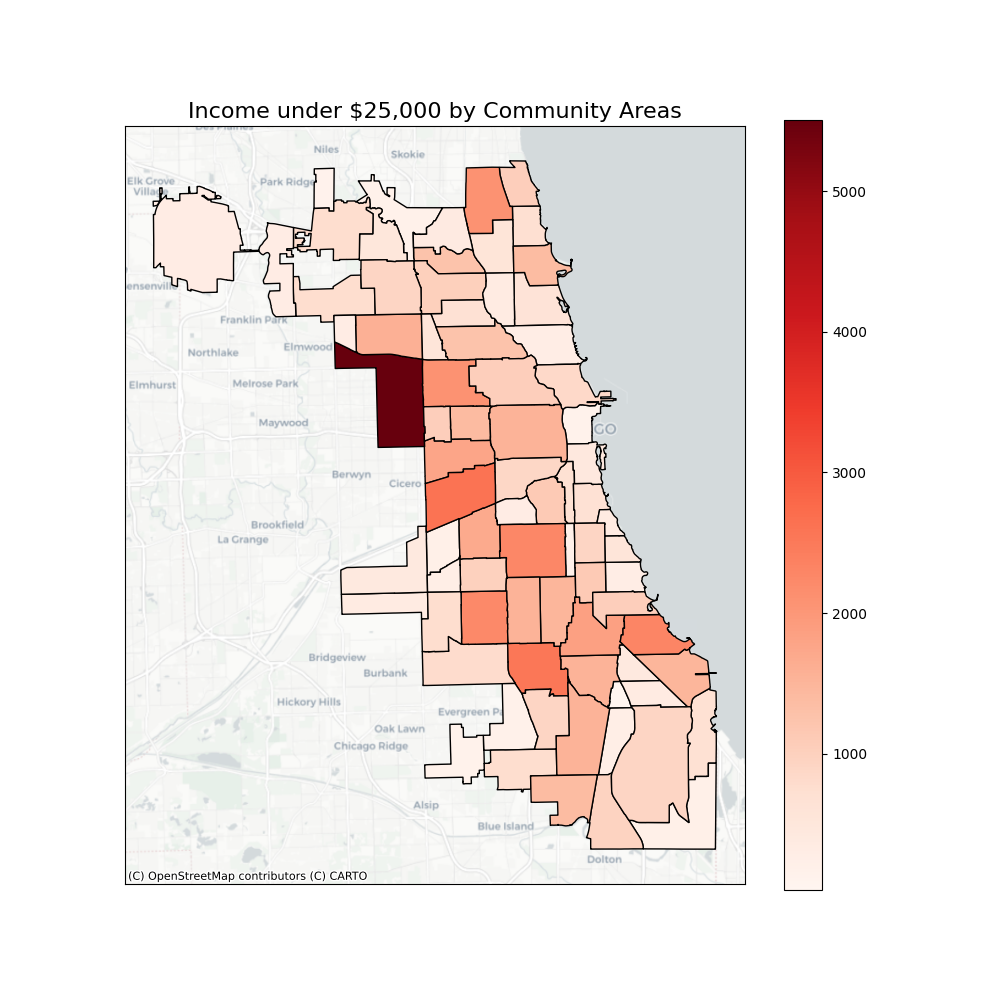 Income under $25,000 by Community Areas
Des Plaines
Niles
Skokie
Elk Grove
Village
Park Ridge
ensenville
Franklin Park
Elmwood
Northlake
Elmhurst
Melrose Park
Maywood
GO
Berwyn
Cicero
Brookfield
La Grange
Bridgeview
Burbank
Hickory Hills
Evergreen Pa
Oak Lawn
Chicago Ridge
Alsip
Blue Island
Dolton
(C) OpenStreetMap contributors (C) CARTO
5000
4000
3000
2000
1000